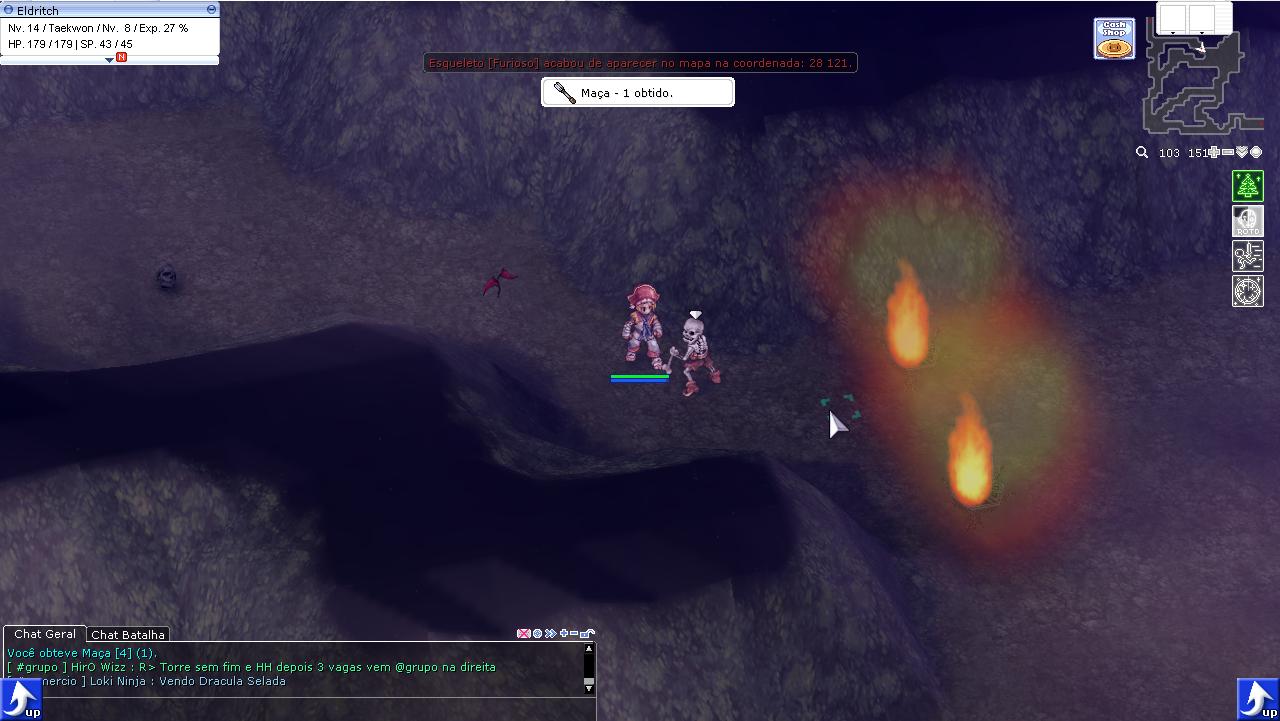 Eldritch
Nv. 14 / Taekwon / Nv. 8 / Exp. 27 %
HP. 179 / 179 | SP. 43 / 45
N
Cash Shop
Esqueleto [Furioso] acabou de aparecer no mapa na coordenada: 28 121.
Maça - 1 obtido.
103 151
ROTD
Chat Geral
Chat Batalha
Você obteve Maça [4] (1).
[ #grupo ] HirO Wizz : R> Torre sem fim e HH depois 3 vagas vem @grupo na direita
] Loki Ninja : Vendo Dracula Selada
up
up